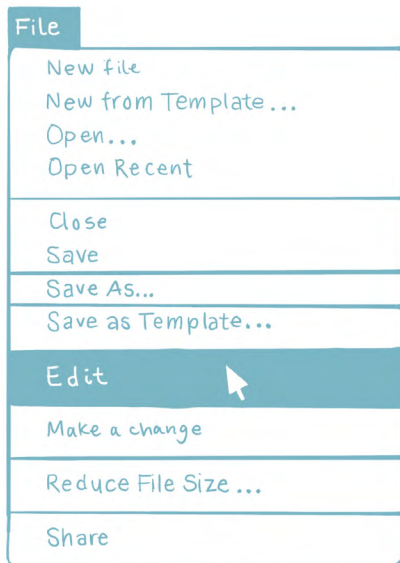 File
New file
New from Template...
Open...
Open Recent
Close
Save
Save As...
Save as Template...
Edit
Make a change
Reduce File Size...
Share